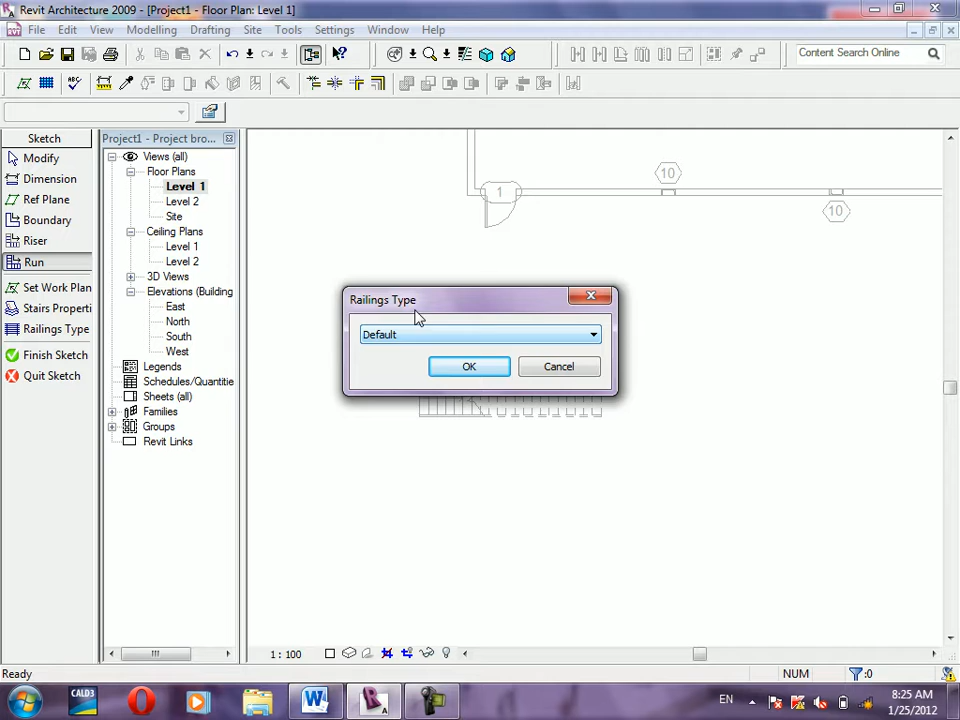 Revit Architecture 2009 - [Project1 - Floor Plan: Level 1]
File Edit View Modelling Drafting Site Tools Settings Window Help
Content Search Online
Sketch
Modify
Dimension
Ref Plane
Boundary
Riser
Run
Set Work Plan
Stairs Properti
Railings Type
Finish Sketch
Quit Sketch
Project1 - Project bro...
Views (all)
Floor Plans
Level 1
Level 2
Site
Ceiling Plans
Level 1
Level 2
3D Views
Elevations (Building
East
North
South
West
Legends
Schedules/Quantitie
Sheets (all)
Families
Groups
Revit Links
1
10
10
Railings Type
Default
OK Cancel
1 : 100
Ready
NUM
:0
CALD3
EN
8:25 AM
1/25/2012